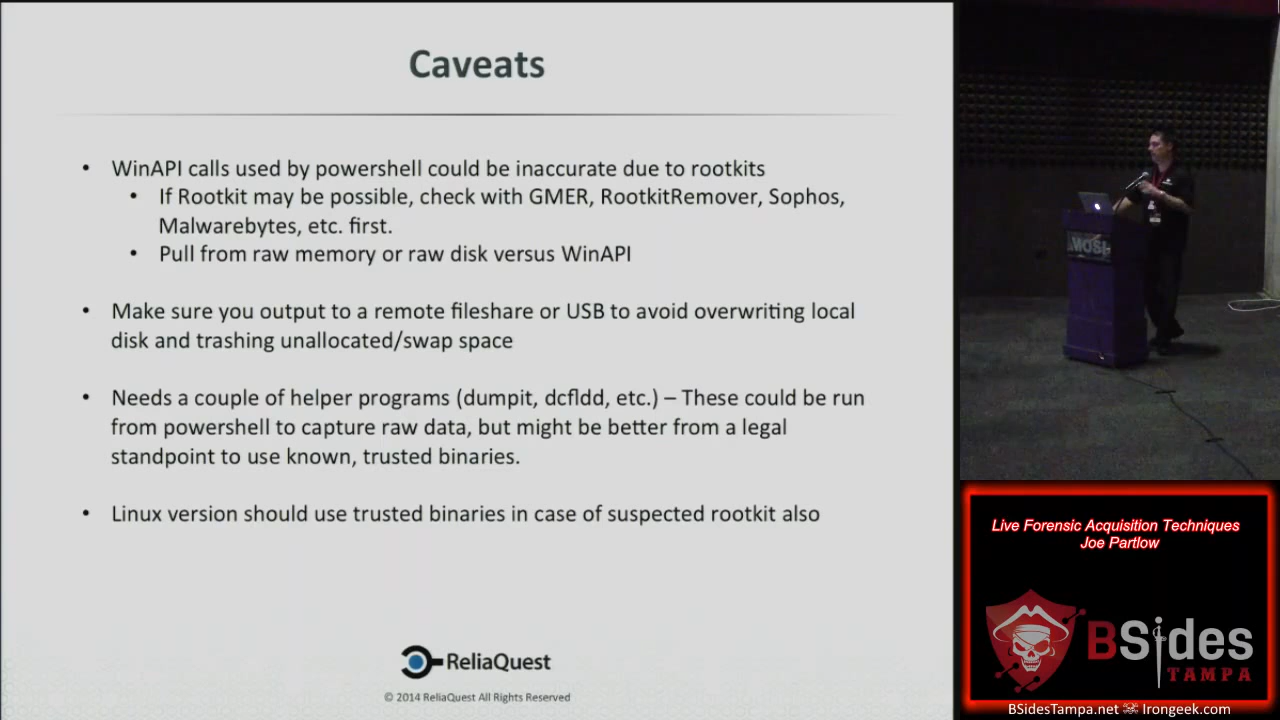 Caveats
• WinAPI calls used by powershell could be inaccurate due to rootkits
• If Rootkit may be possible, check with GMER, RootkitRemover, Sophos,
Malwarebytes, etc. first.
• Pull from raw memory or raw disk versus WinAPI
• Make sure you output to a remote fileshare or USB to avoid overwriting local
disk and trashing unallocated/swap space
• Needs a couple of helper programs (dumpit, dcfldd, etc.) – These could be run
from powershell to capture raw data, but might be better from a legal
standpoint to use known, trusted binaries.
• Linux version should use trusted binaries in case of suspected rootkit also
ReliaQuest
© 2014 ReliaQuest All Rights Reserved
MOSI
Live Forensic Acquisition Techniques
Joe Partlow
BSides
TAMPA
BSidesTampa.net Irongeek.com